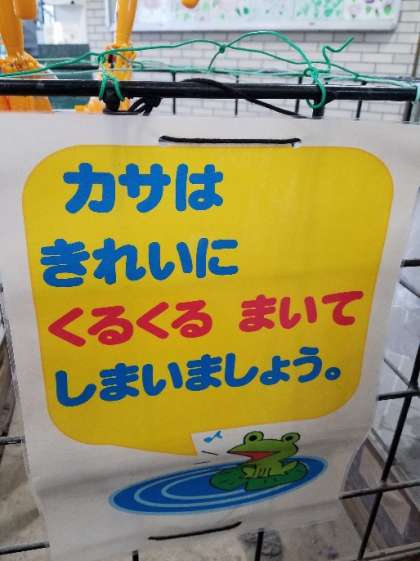 カサは
きれいに
くるくる まいて
しまいましょう。